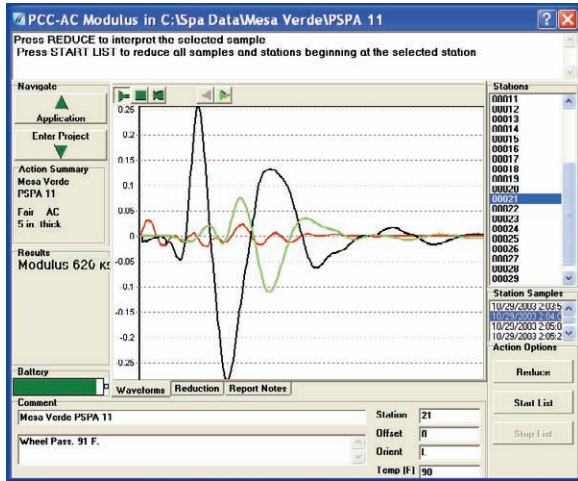 PCC-AC Modulus in C:\Spa Data\Mesa Verde\PSPA 11
Press REDUCE to interpret the selected sample
Press START LIST to reduce all samples and stations beginning at the selected station
Navigate
Application
Enter Project
Action Summary
Mesa Verde
PSPA 11
Fair AC
5 in. thick
Results
Modulus 620 ks
Battery
0.25
0.2
0.15
0.1
0.05
0
-0.05
-0.1
-0.15
-0.2
-0.25
Waveforms
Reduction
Report Notes
Stations
00011
00012
00013
00014
00015
00016
00017
00018
00019
00020
00021
00022
00023
00024
00025
00026
00027
00028
00029
Station Samples
10/29/2003 2:03:5
10/29/2003 2:04:0
10/29/2003 2:05:0
10/29/2003 2:05:2
Action Options
Reduce
Start List
Stop List
Comment
Mesa Verde PSPA 11
Wheel Pass. 91 F.
Station 21
Offset 0
Orient L
Temp (F) 90